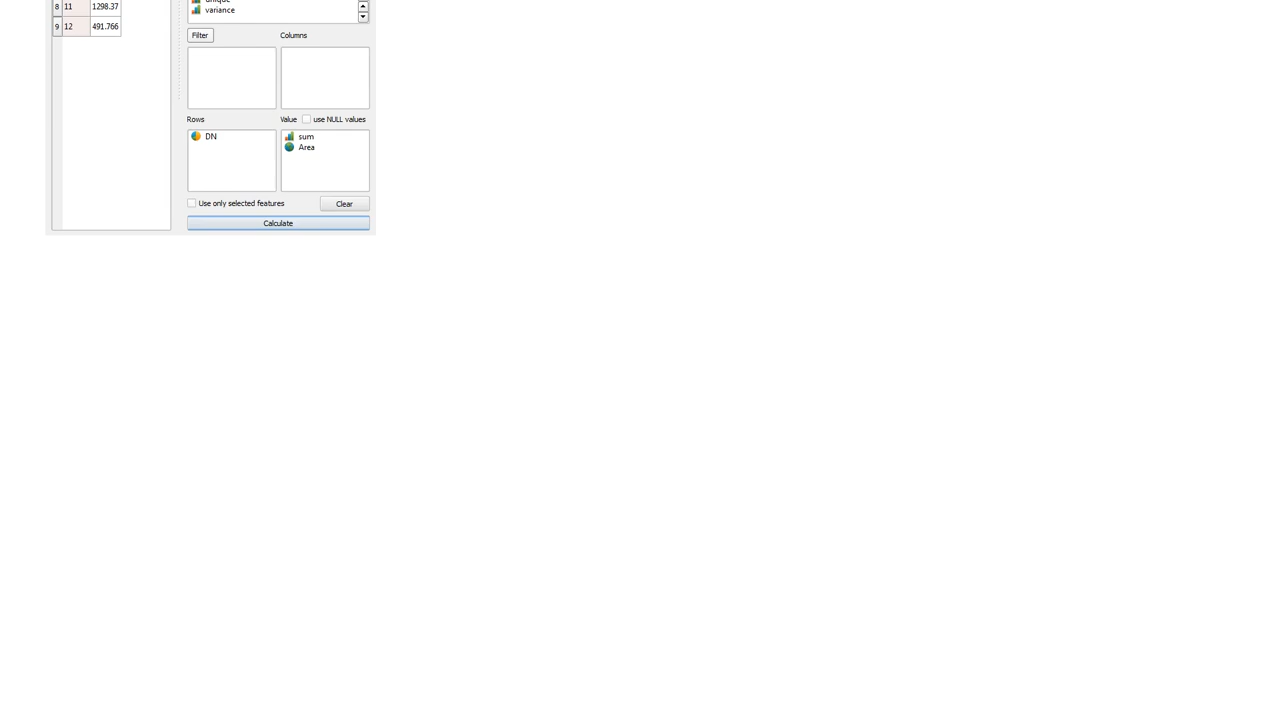 8 11 1298.37
9 12 491.766
unique
variance
Filter
Columns
Rows
Value use NULL values
DN
sum
Area
Use only selected features
Clear
Calculate